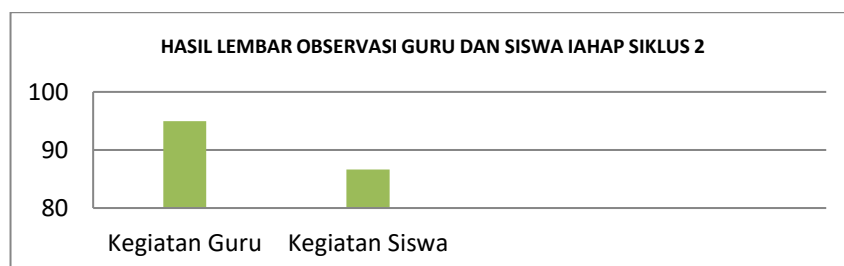 HASIL LEMBAR OBSERVASI GURU DAN SISWA IAHAP SIKLUS 2
100
90
80
Kegiatan Guru Kegiatan Siswa